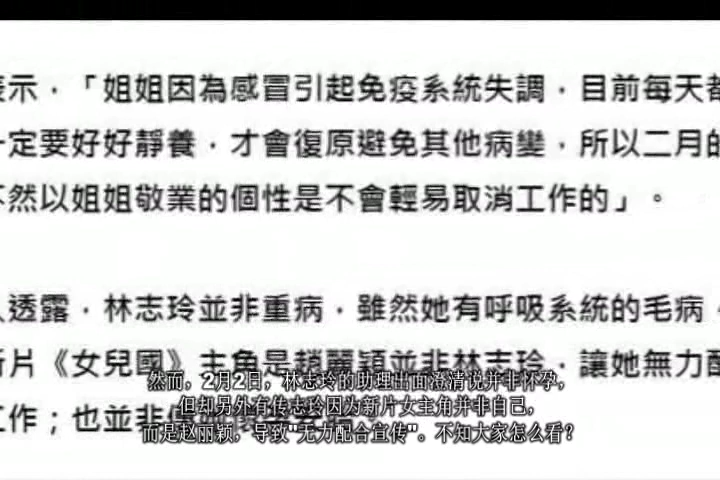 表示，「姐姐因為感冒引起免疫系統失調，目前每天都
一定要好好靜養，才會復原避免其他病變，所以二月的
不然以姐姐敬業的個性是不會輕易取消工作的」。
透露，林志玲並非重病，雖然她有呼吸系統的毛病，
新片《女兒國》主角是趙麗穎並非林志玲，讓她無力配
工作；也並非
然而，2月2日，林志玲的助理出面澄清说并非怀孕，
但却另外有传志玲因为新片女主角并非自己，
而是赵丽颖，导致"无力配合宣传"。不知大家怎么看？